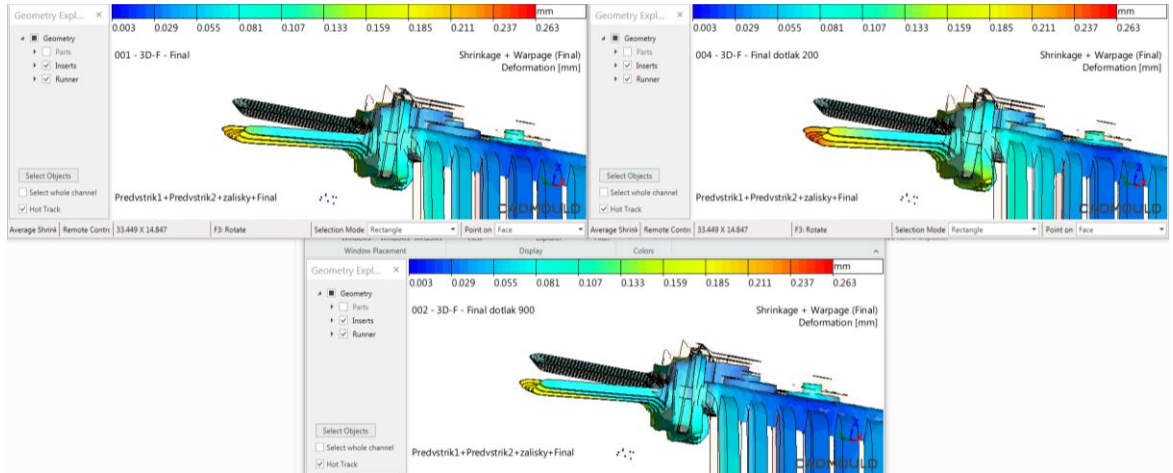 Geometry Expl... ×
mm
0.003 0.029 0.055 0.081 0.107 0.133 0.159 0.185 0.211 0.237 0.263
Geometry
Parts
Inserts
Runner
001 - 3D-F - Final
Shrinkage + Warpage (Final)
Deformation [mm]
Select Objects
Select whole channel
Hot Track
Predvstrik1+Predvstrik2+zalisky+Final
CADMOULD
Average Shrink Remote Contro 33.449 X 14.847 F3: Rotate Selection Mode Rectangle Point on Face
Geometry Expl... ×
mm
0.003 0.029 0.055 0.081 0.107 0.133 0.159 0.185 0.211 0.237 0.263
Geometry
Parts
Inserts
Runner
004 - 3D-F - Final dotlak 200
Shrinkage + Warpage (Final)
Deformation [mm]
Select Objects
Select whole channel
Hot Track
Predvstrik1+Predvstrik2+zalisky+Final
CADMOULD
Average Shrink Remote Contro 33.449 X 14.847 F3: Rotate Selection Mode Rectangle Point on Face
Window Placement Display Colors
Geometry Expl... ×
mm
0.003 0.029 0.055 0.081 0.107 0.133 0.159 0.185 0.211 0.237 0.263
Geometry
Parts
Inserts
Runner
002 - 3D-F - Final dotlak 900
Shrinkage + Warpage (Final)
Deformation [mm]
Select Objects
Select whole channel
Hot Track
Predvstrik1+Predvstrik2+zalisky+Final
CADMOULD